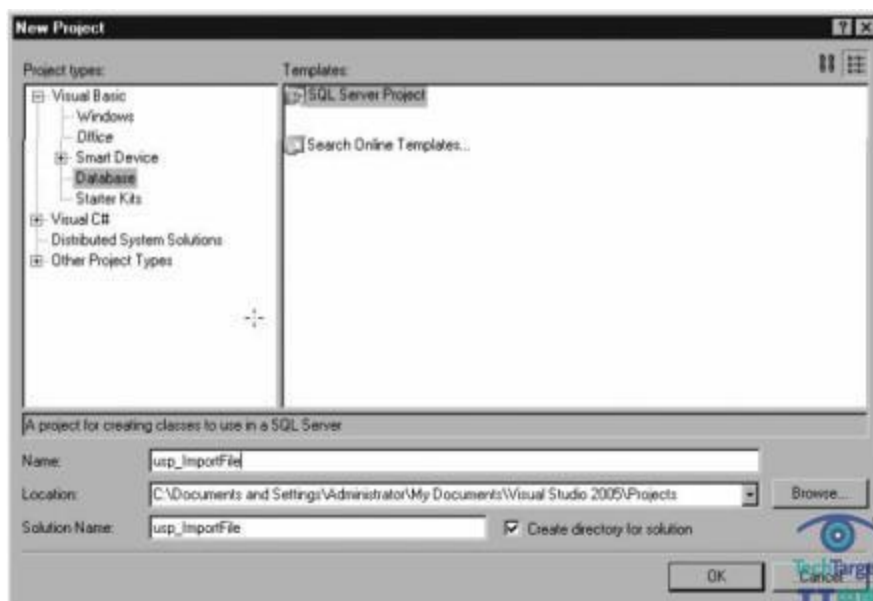 New Project
Project types:
Templates:
Visual Basic
Windows
Office
Smart Device
Database
Starter Kits
Visual C#
Distributed System Solutions
Other Project Types
SQL Server Project
Search Online Templates...
A project for creating classes to use in a SQL Server
Name:
usp_ImportFile
Location:
C:\Documents and Settings\Administrator\My Documents\Visual Studio 2005\Projects
Browse...
Solution Name:
usp_ImportFile
Create directory for solution
OK
Cancel
TechTarget